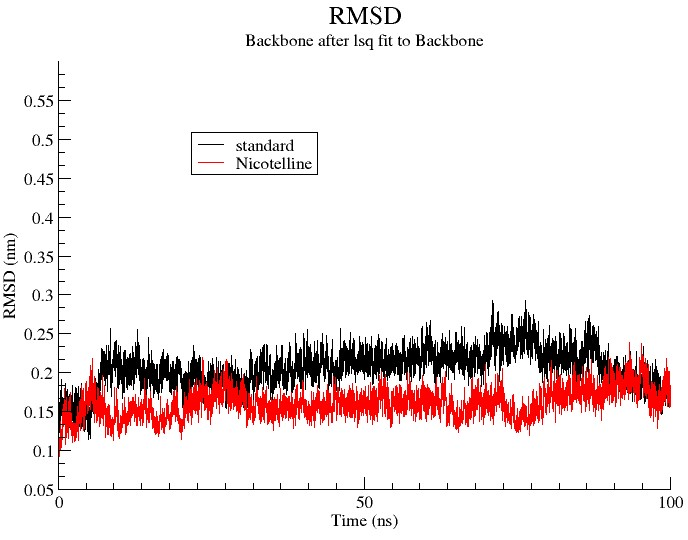 RMSD
Backbone after lsq fit to Backbone
0.55
0.5
0.45
0.4
0.35
0.3
0.25
0.2
0.15
0.1
0.05
RMSD (nm)
standard
Nicotelline
0 50 100
Time (ns)